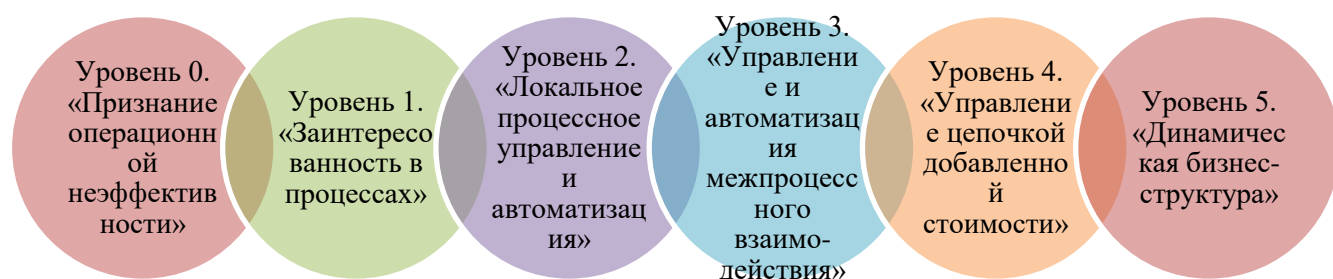 Уровень 0.
«Признание
операционн
ой
неэффектив
ности»
Уровень 1.
«Заинтересо
ванность в
процессах»
Уровень 2.
«Локальное
процессное
управление
и
автоматизац
ия»
Уровень 3.
«Управлени
е и
автоматизац
ия
межпроцесс
ного
взаимо-
действия»
Уровень 4.
«Управлени
е цепочкой
добавленно
й
стоимости»
Уровень 5.
«Динамичес
кая бизнес-
структура»